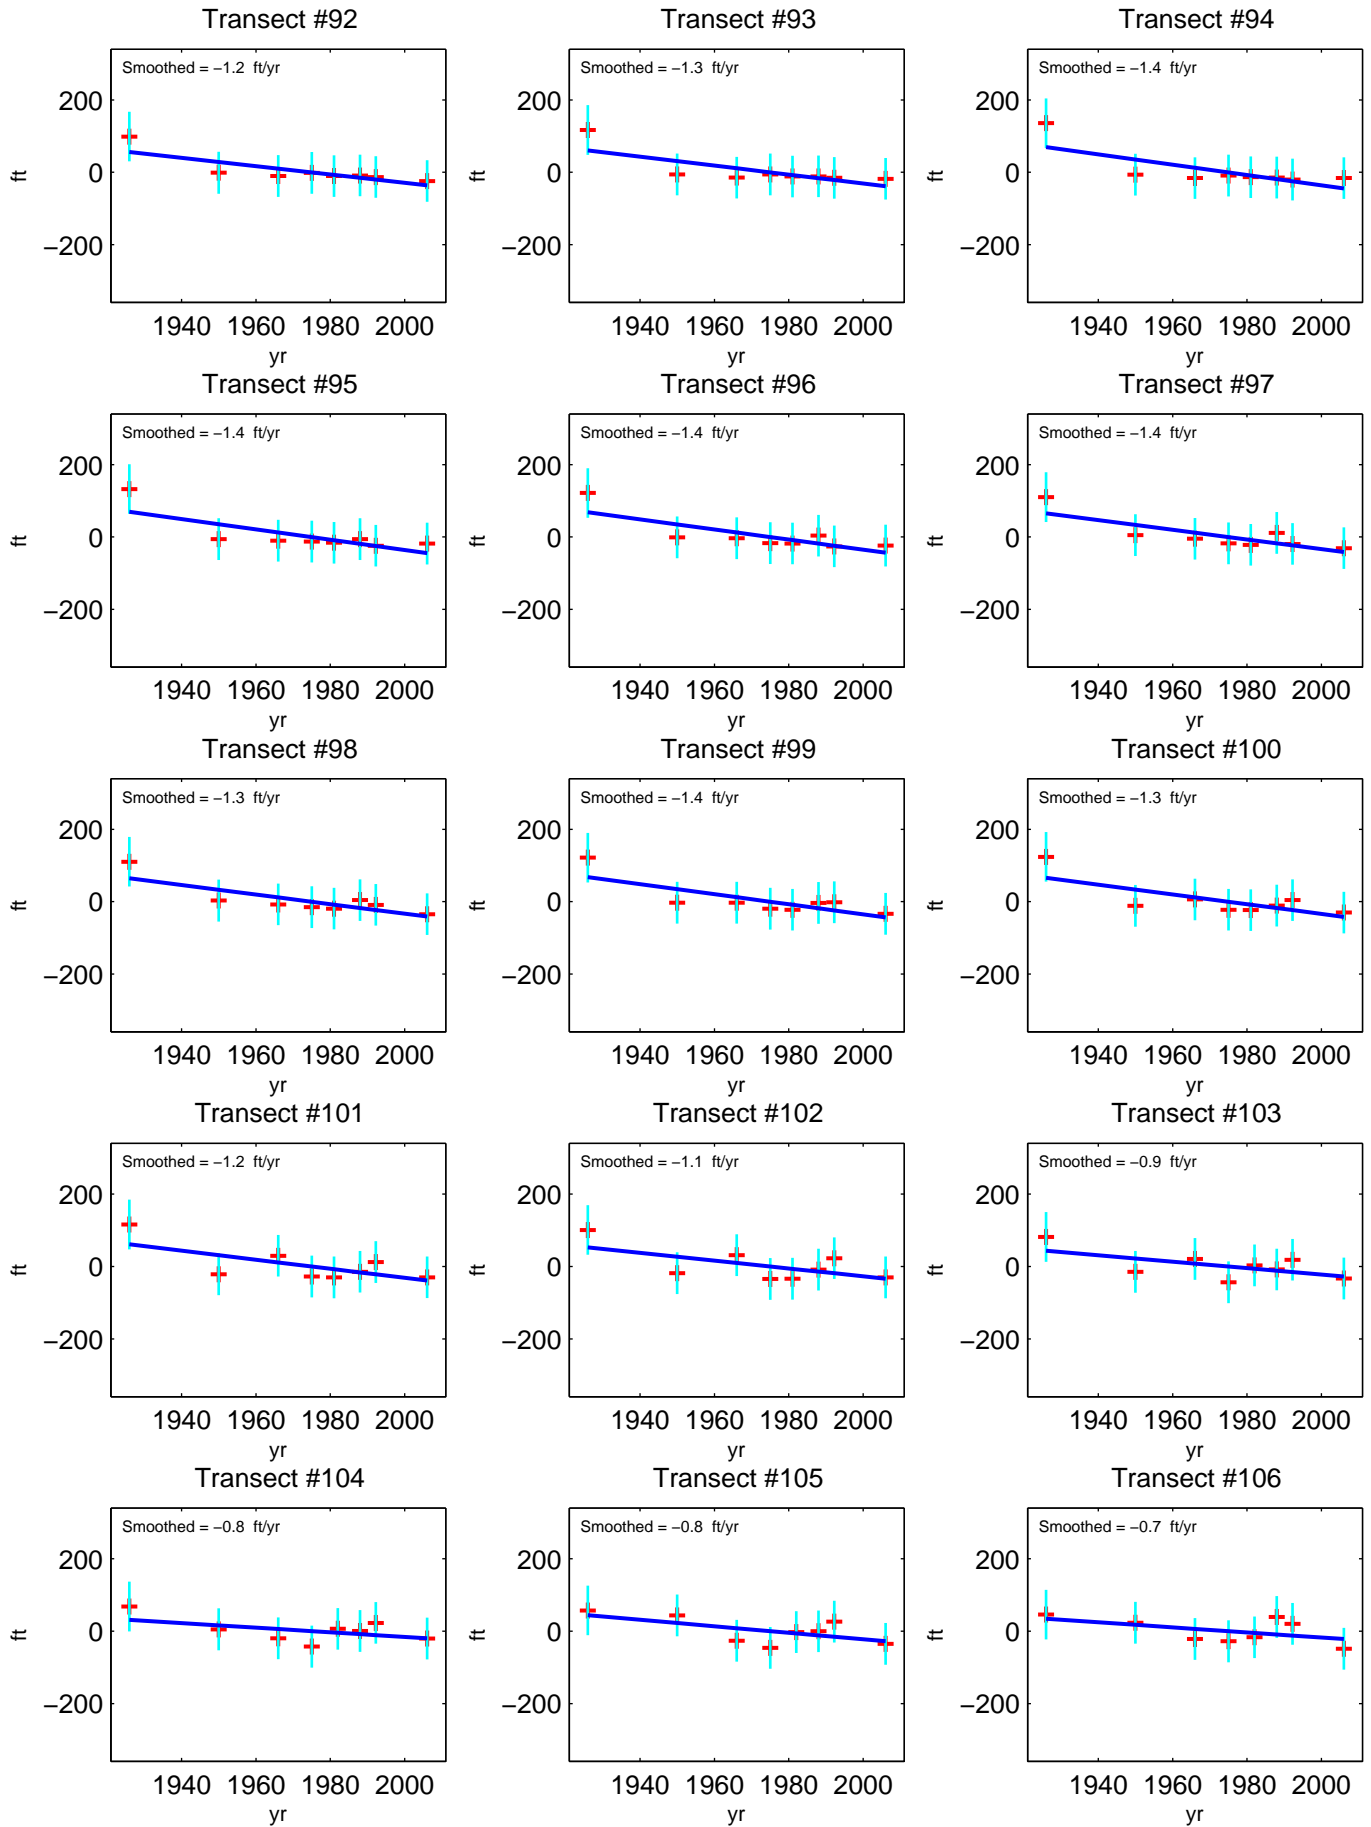 Transect #92
Transect #93
Transect #94
Smoothed = −1.2 ft/yr
Smoothed = −1.3 ft/yr
Smoothed = −1.4 ft/yr
200
0
−200
ft
1940 1960 1980 2000
yr
200
0
−200
ft
1940 1960 1980 2000
yr
200
0
−200
ft
1940 1960 1980 2000
yr
Transect #95
Transect #96
Transect #97
Smoothed = −1.4 ft/yr
Smoothed = −1.4 ft/yr
Smoothed = −1.4 ft/yr
200
0
−200
ft
1940 1960 1980 2000
yr
200
0
−200
ft
1940 1960 1980 2000
yr
200
0
−200
ft
1940 1960 1980 2000
yr
Transect #98
Transect #99
Transect #100
Smoothed = −1.3 ft/yr
Smoothed = −1.4 ft/yr
Smoothed = −1.3 ft/yr
200
0
−200
ft
1940 1960 1980 2000
yr
200
0
−200
ft
1940 1960 1980 2000
yr
200
0
−200
ft
1940 1960 1980 2000
yr
Transect #101
Transect #102
Transect #103
Smoothed = −1.2 ft/yr
Smoothed = −1.1 ft/yr
Smoothed = −0.9 ft/yr
200
0
−200
ft
1940 1960 1980 2000
yr
200
0
−200
ft
1940 1960 1980 2000
yr
200
0
−200
ft
1940 1960 1980 2000
yr
Transect #104
Transect #105
Transect #106
Smoothed = −0.8 ft/yr
Smoothed = −0.8 ft/yr
Smoothed = −0.7 ft/yr
200
0
−200
ft
1940 1960 1980 2000
yr
200
0
−200
ft
1940 1960 1980 2000
yr
200
0
−200
ft
1940 1960 1980 2000
yr